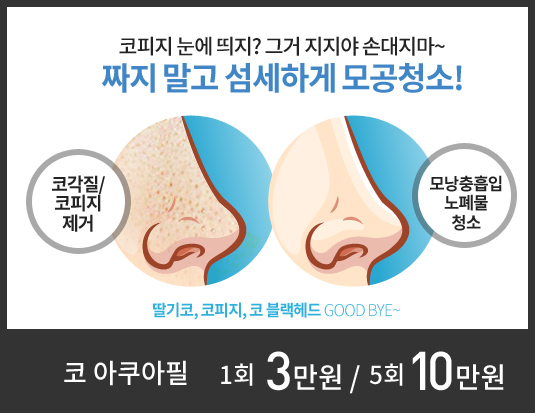 코피지 눈에 띄지? 그거 지지야 손대지마~
짜지 말고 섬세하게 모공청소!
코각질/
코피지
제거
모낭충흡입
노폐물
청소
딸기코, 코피지, 코 블랙헤드 GOOD BYE~
코 아쿠아필 1회 3만원 / 5회 10만원